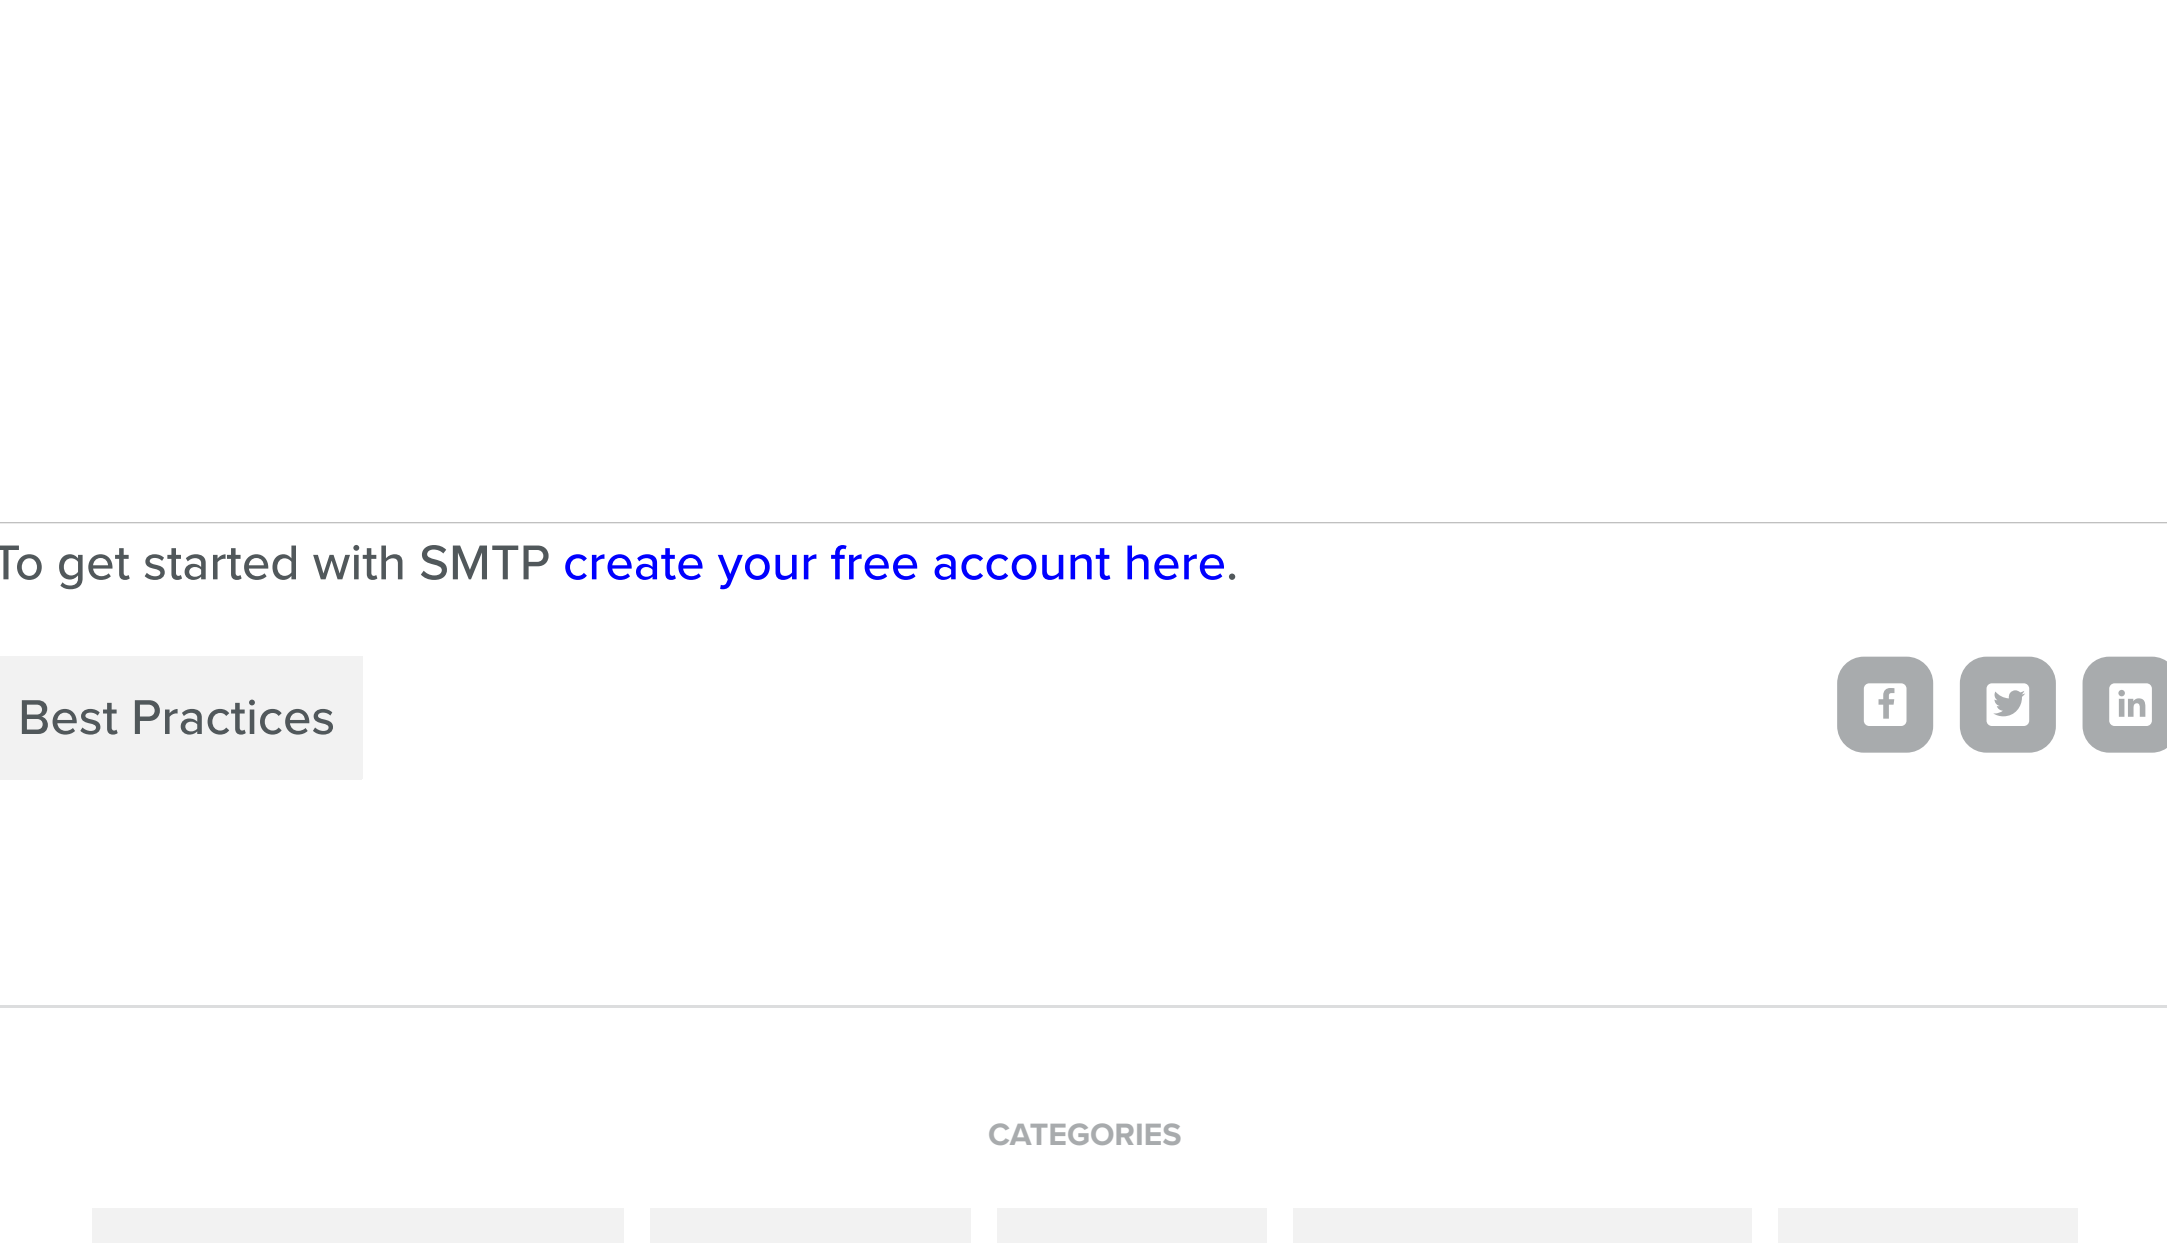 To get started with SMTP create your free account here.
Best Practices
CATEGORIES